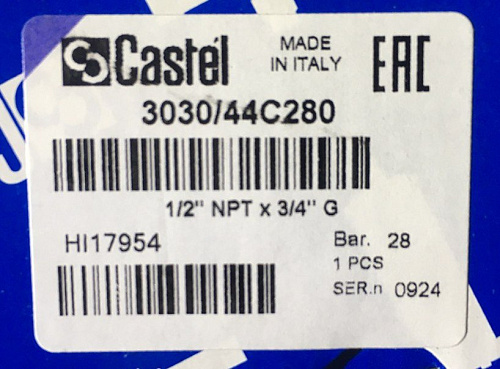 Castel
MADE
IN ITALY
EAC
3030/44C280
1/2" NPT x 3/4" G
HI17954
Bar. 28
1 PCS
SER.n 0924